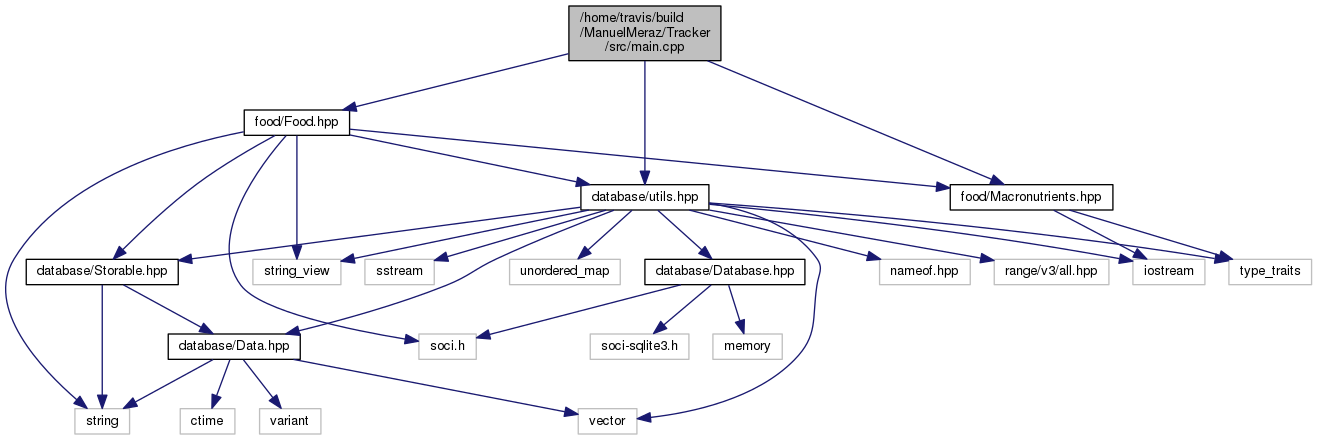 /home/travis/build
/ManuelMeraz/Tracker
/src/main.cpp
food/Food.hpp
database/utils.hpp
food/Macronutrients.hpp
database/Storable.hpp
string_view
sstream
unordered_map
database/Database.hpp
nameof.hpp
range/v3/all.hpp
iostream
type_traits
database/Data.hpp
soci.h
soci-sqlite3.h
memory
string
ctime
variant
vector